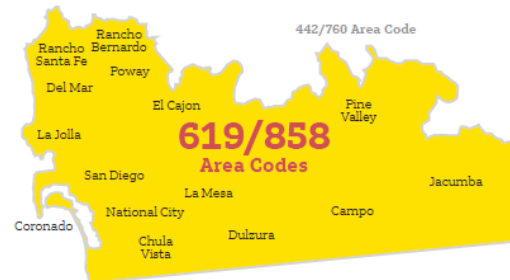 Rancho
Bernardo
442/760 Area Code
Rancho
Santa Fe
Poway
Del Mar
El Cajon
Pine
Valley
La Jolla
619/858
Area Codes
San Diego
Jacumba
La Mesa
National City
Campo
Coronado
Dulzura
Chula
Vista